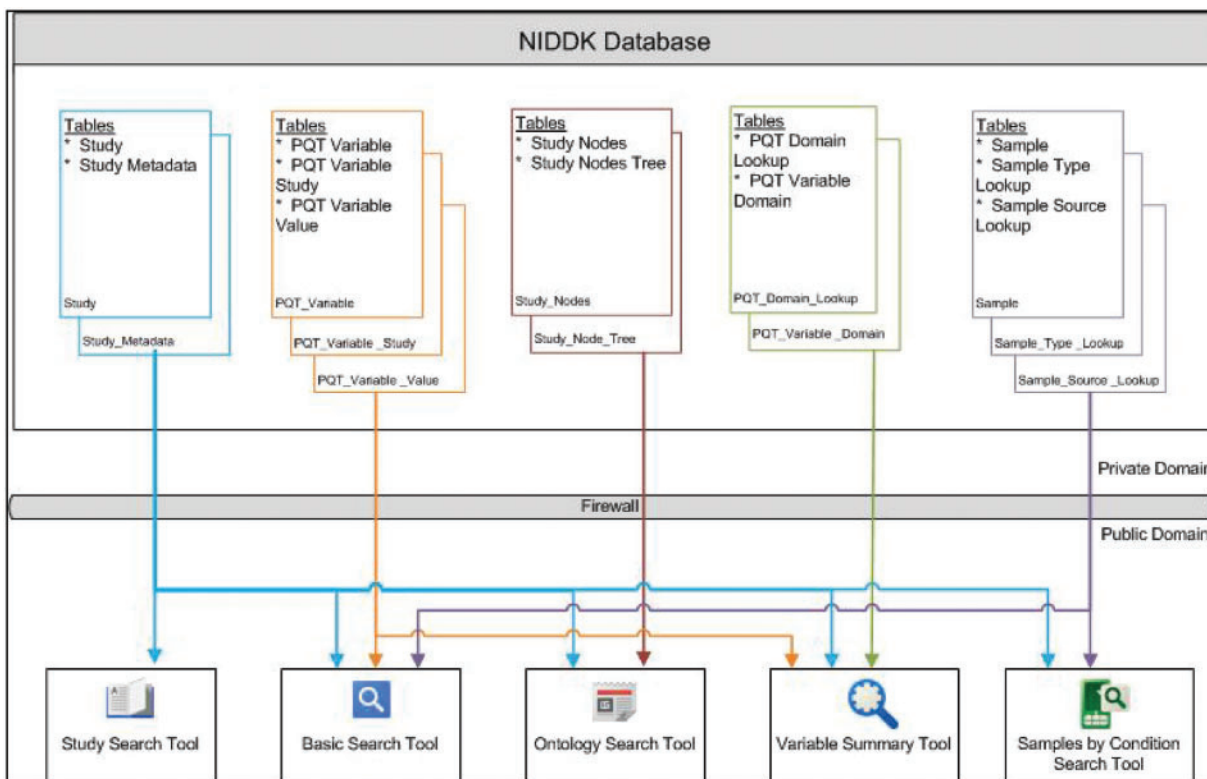 NIDDK Database
Tables
* Study
* Study Metadata
Study
Study_Metadata
Tables
* PQT Variable
* PQT Variable
Study
* PQT Variable
Value
PQT_Variable
PQT_Variable _Study
PQT_Variable _Value
Tables
* Study Nodes
* Study Nodes Tree
Study_Nodes
Study_Node_Tree
Tables
* PQT Domain
Lookup
* PQT Variable
Domain
PQT_Domain_Lookup
PQT_Variable _Domain
Tables
* Sample
* Sample Type
Lookup
* Sample Source
Lookup
Sample
Sample_Type _Lookup
Sample_Source _Lookup
Private Domain
Firewall
Public Domain
Study Search Tool
Basic Search Tool
Ontology Search Tool
Variable Summary Tool
Samples by Condition
Search Tool